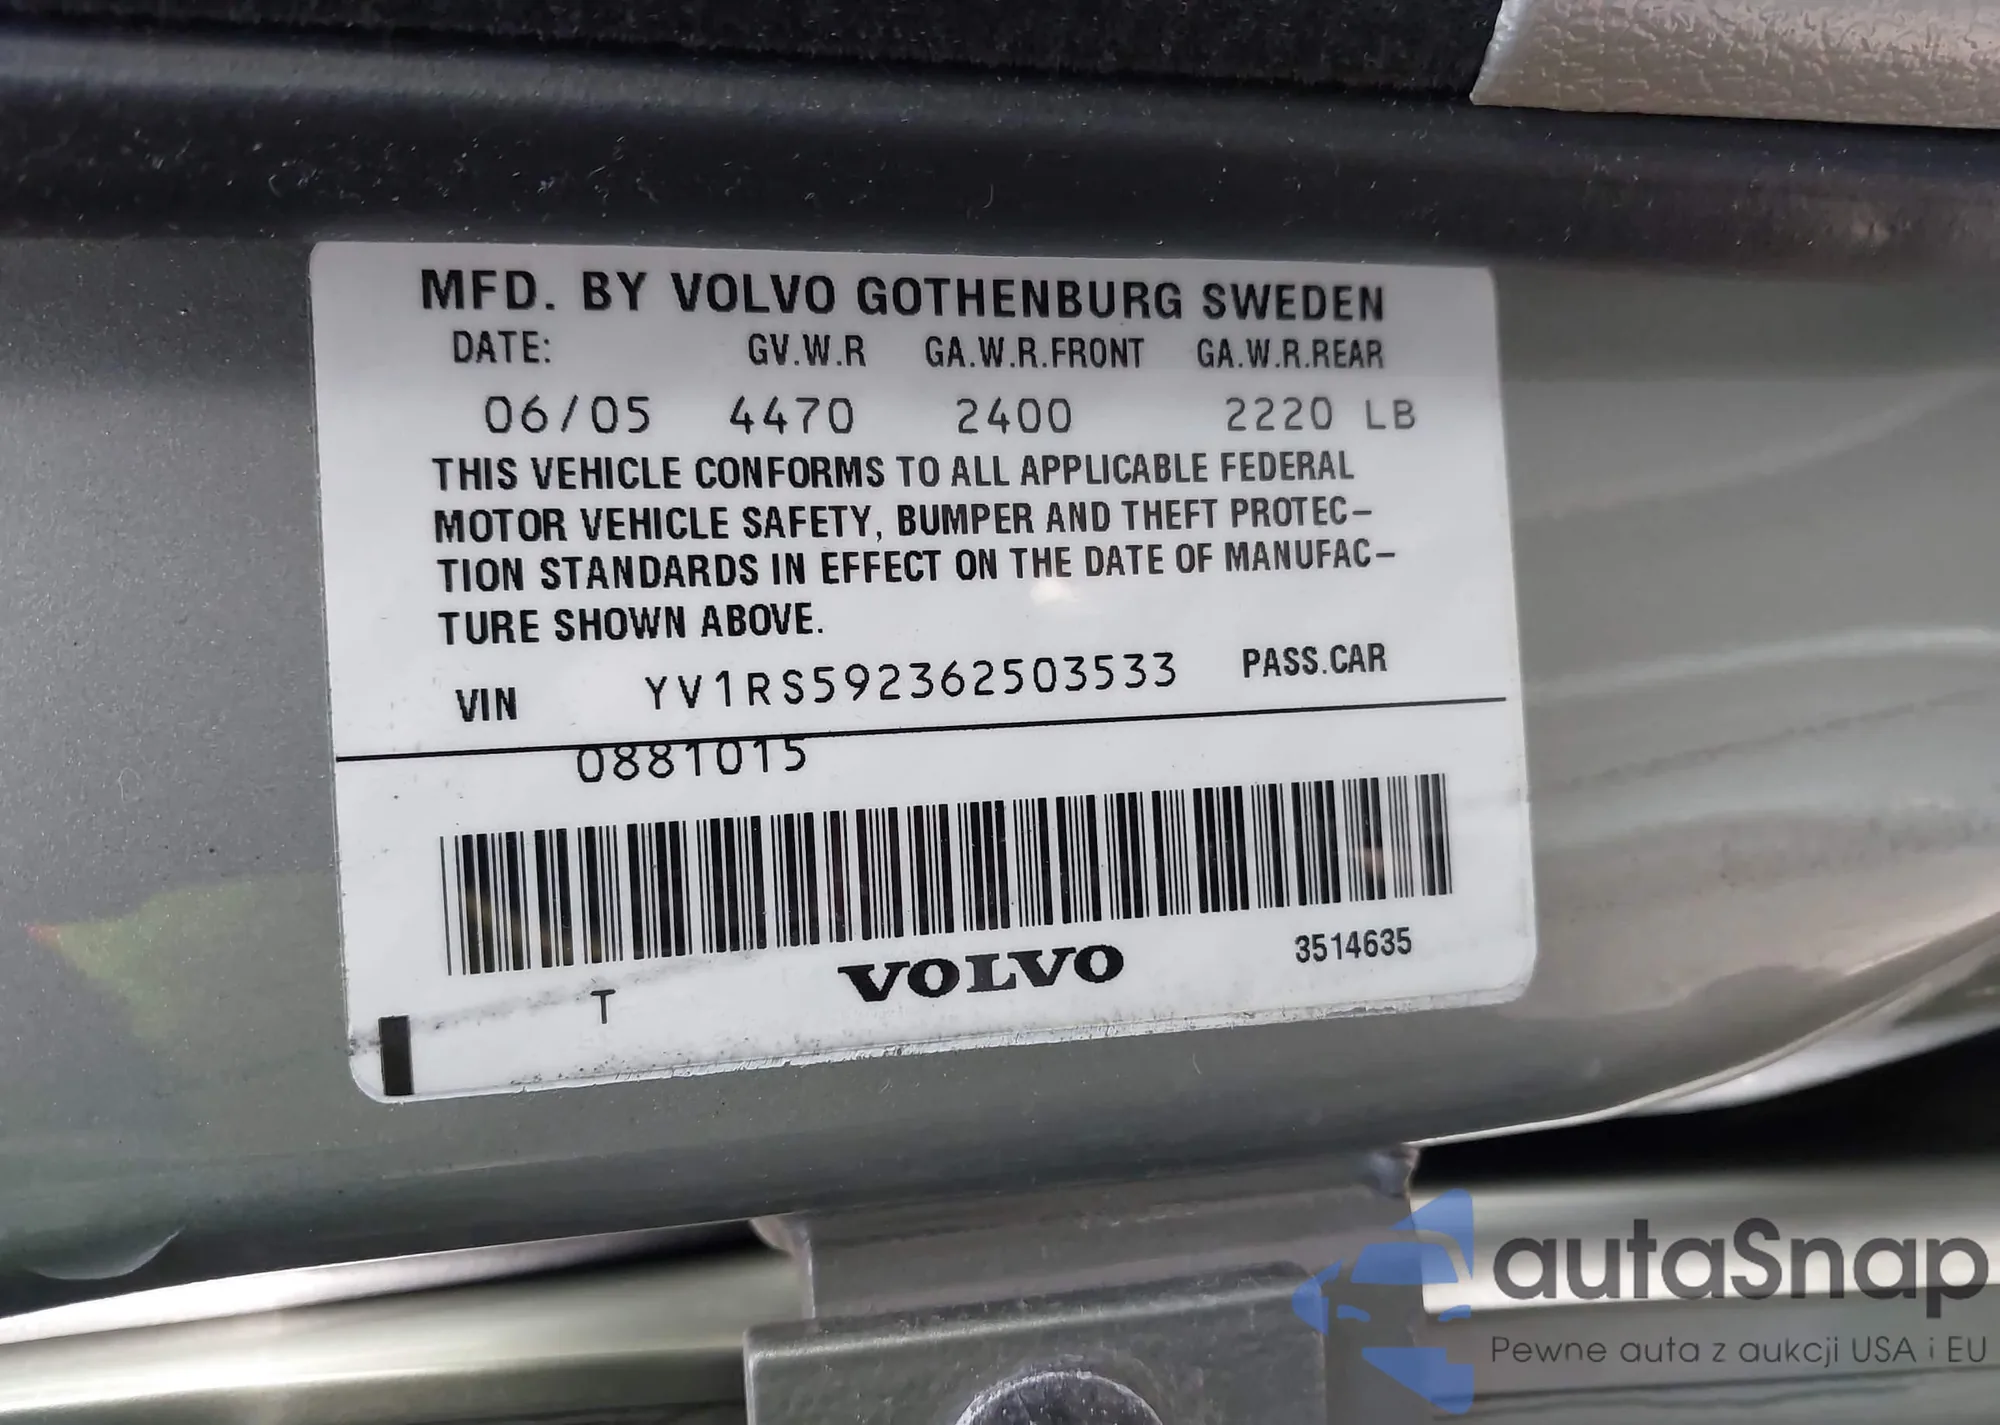 MFD. BY VOLVO GOTHENBURG SWEDEN
DATE: GV.W.R GA.W.R.FRONT GA.W.R.REAR
06/05 4470 2400 2220 LB
THIS VEHICLE CONFORMS TO ALL APPLICABLE FEDERAL
MOTOR VEHICLE SAFETY, BUMPER AND THEFT PROTEC–
TION STANDARDS IN EFFECT ON THE DATE OF MANUFAC–
TURE SHOWN ABOVE.
VIN YV1RS592362503533 PASS.CAR
0881015
VOLVO 3514635
T
autaSnap
Pewne auta z aukcji USA i EU